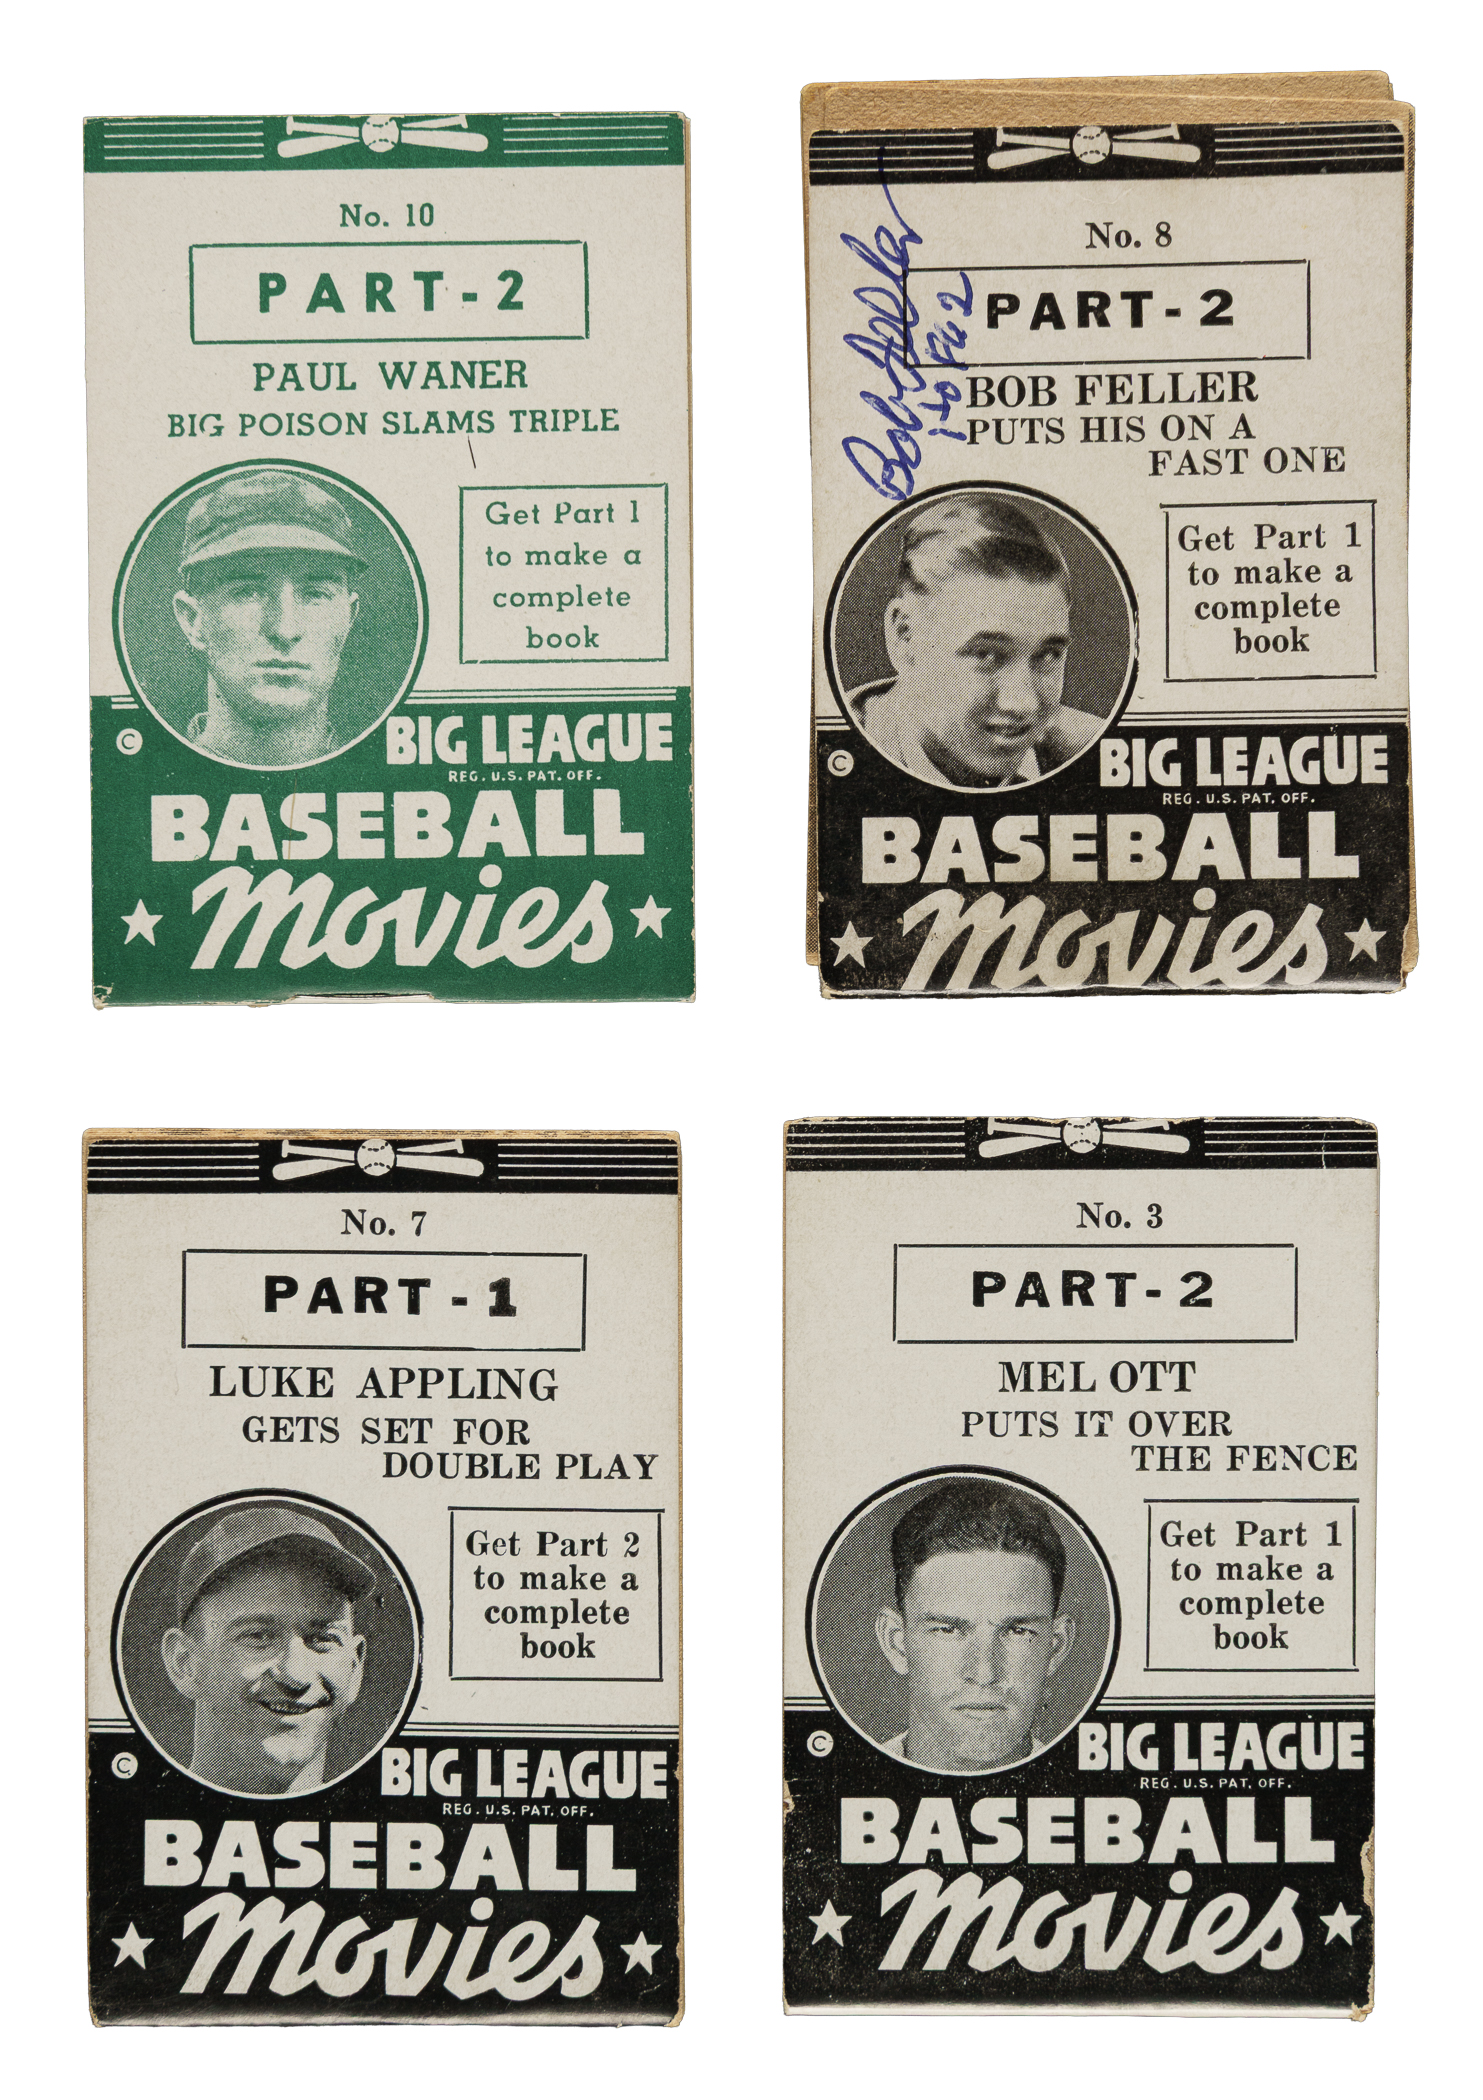 No. 10
PART-2
PAUL WANER
BIG POISON SLAMS TRIPLE
Get Part 1
to make a
complete
book
©
BIG LEAGUE
REG. U.S. PAT. OFF.
BASEBALL
Movies
No. 8
PART-2
BOB FELLER
PUTS HIS ON A
FAST ONE
Bob Feller
HOF 62
Get Part 1
to make a
complete
book
©
BIG LEAGUE
REG. U.S. PAT. OFF.
BASEBALL
Movies
No. 7
PART-1
LUKE APPLING
GETS SET FOR
DOUBLE PLAY
Get Part 2
to make a
complete
book
©
BIG LEAGUE
REG. U.S. PAT. OFF.
BASEBALL
Movies
No. 3
PART-2
MEL OTT
PUTS IT OVER
THE FENCE
Get Part 1
to make a
complete
book
©
BIG LEAGUE
REG. U.S. PAT. OFF.
BASEBALL
Movies